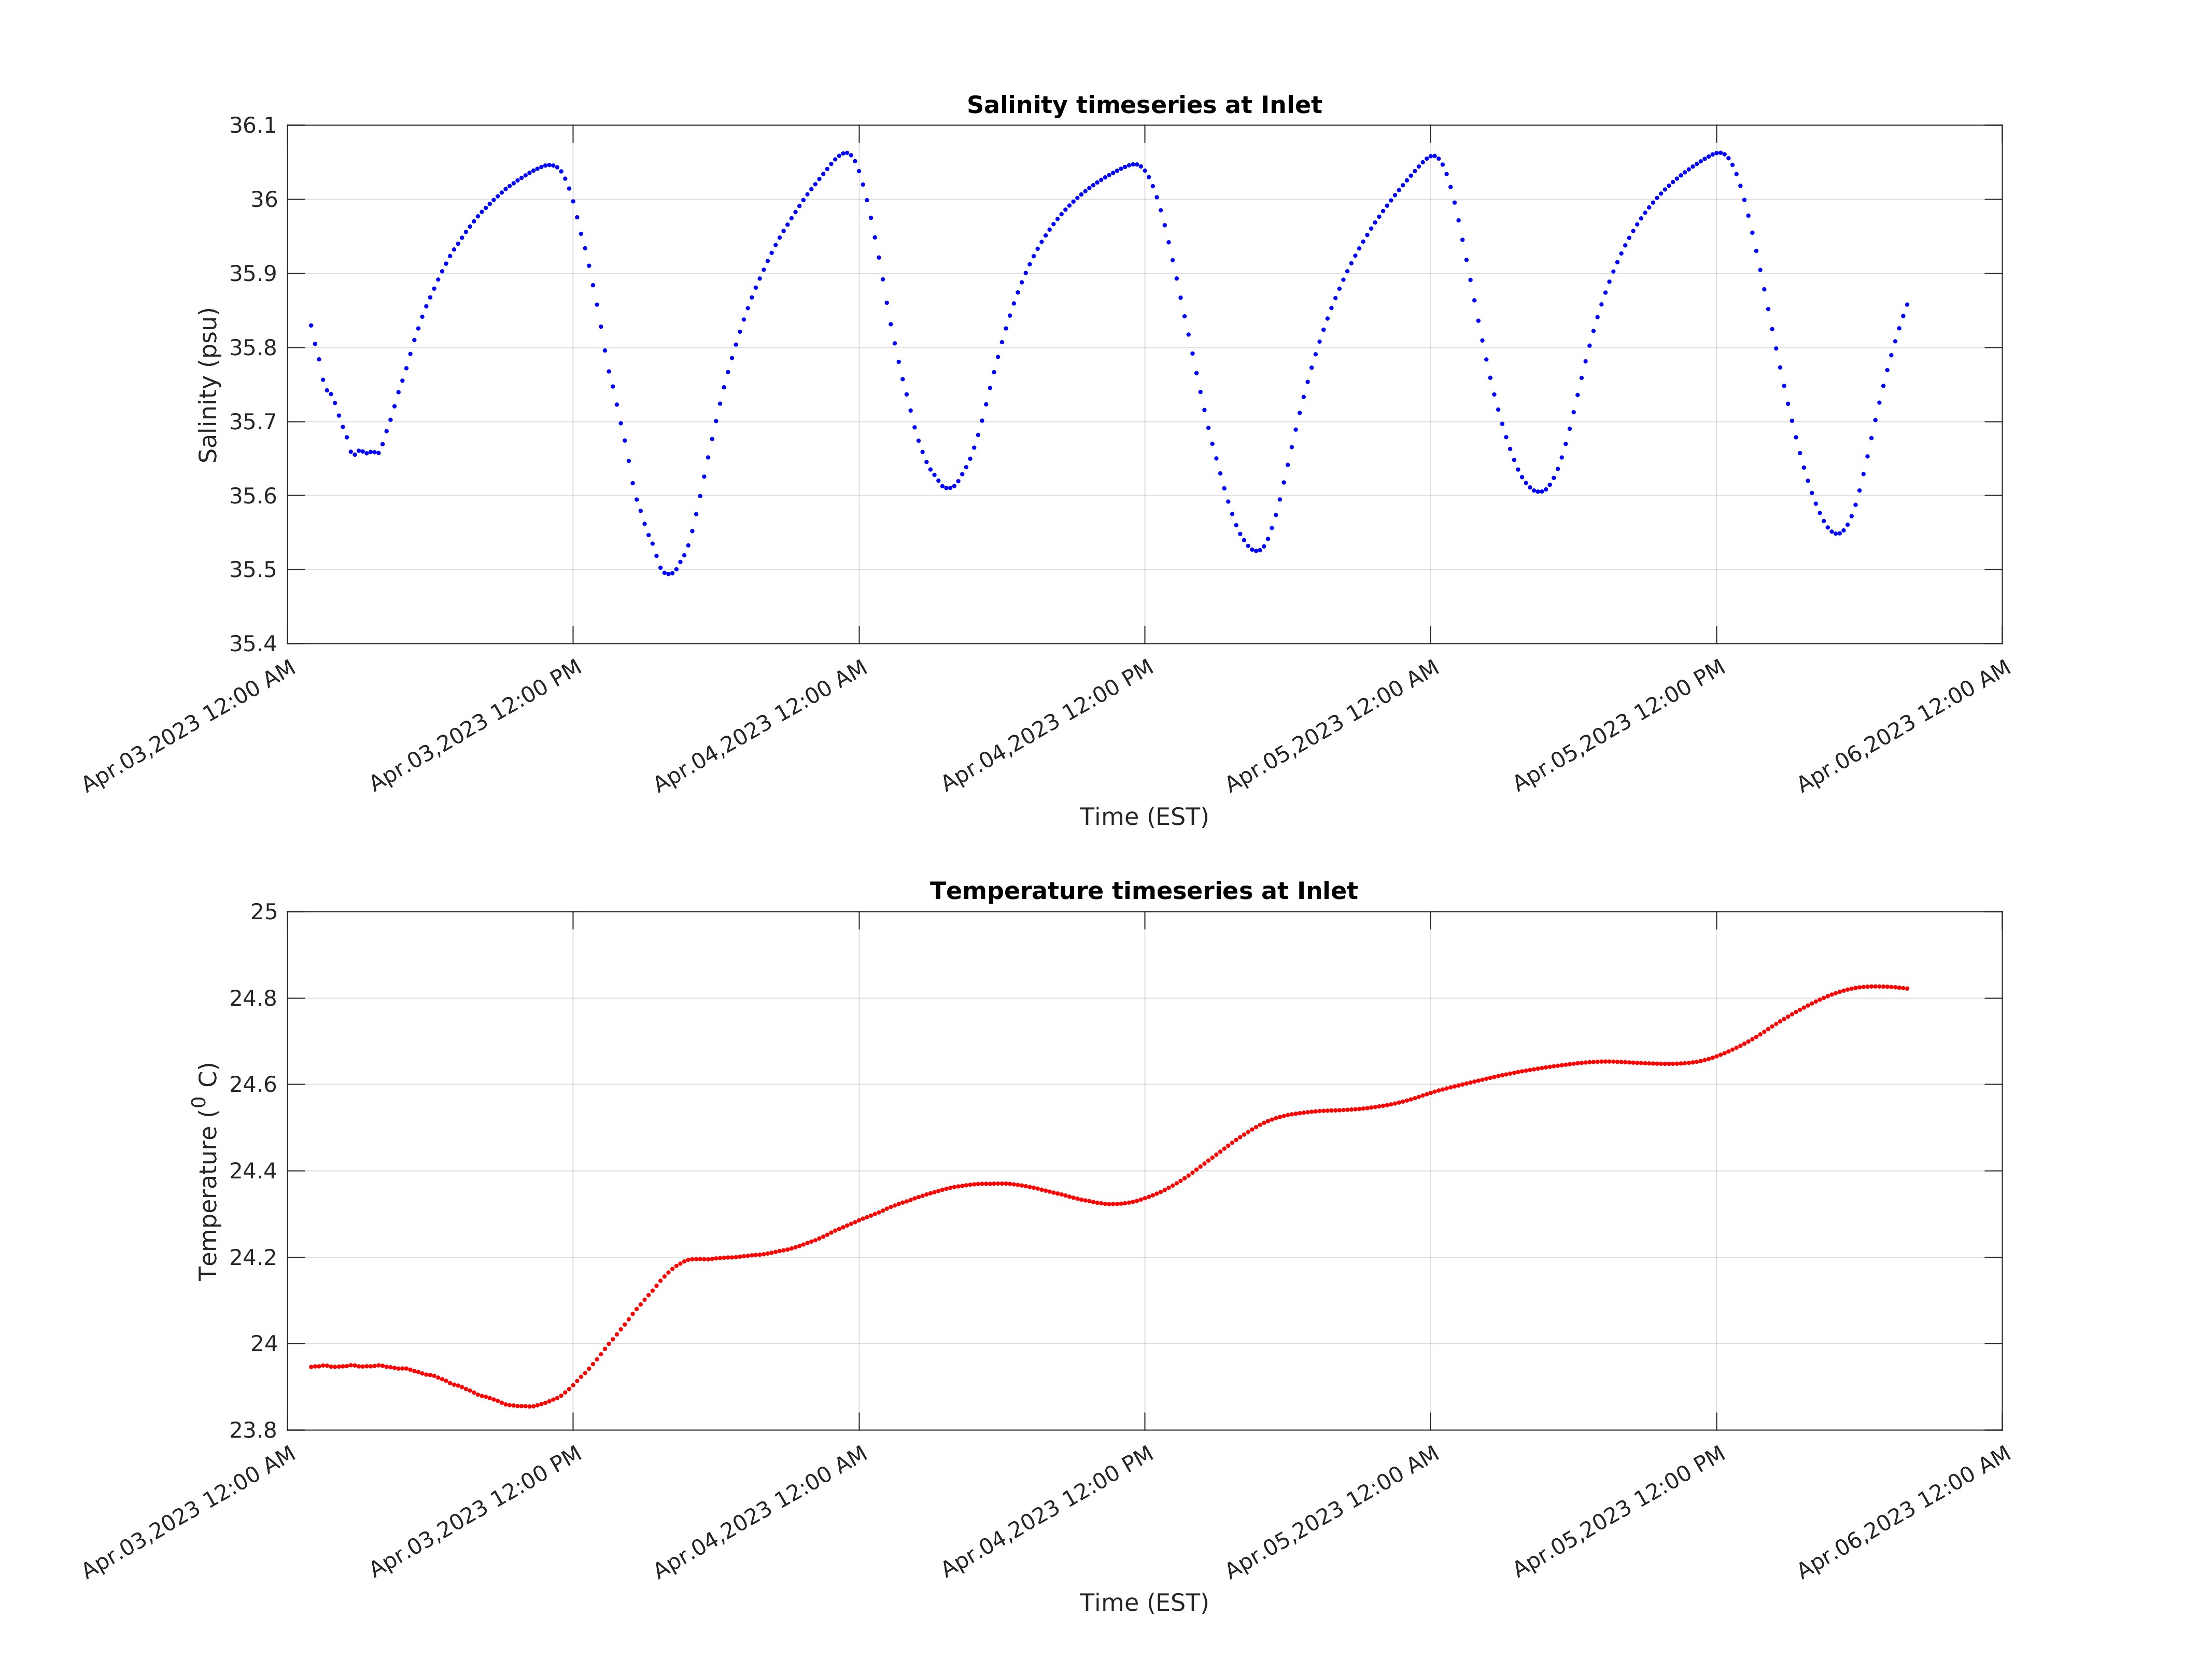 Salinity timeseries at Inlet
36.1
36
35.9
35.8
35.7
35.6
35.5
35.4
Salinity (psu)
Apr.03,2023 12:00 AM
Apr.03,2023 12:00 PM
Apr.04,2023 12:00 AM
Apr.04,2023 12:00 PM
Apr.05,2023 12:00 AM
Apr.05,2023 12:00 PM
Apr.06,2023 12:00 AM
Time (EST)
Temperature timeseries at Inlet
25
24.8
24.6
24.4
24.2
24
23.8
Temperature (⁰ C)
Apr.03,2023 12:00 AM
Apr.03,2023 12:00 PM
Apr.04,2023 12:00 AM
Apr.04,2023 12:00 PM
Apr.05,2023 12:00 AM
Apr.05,2023 12:00 PM
Apr.06,2023 12:00 AM
Time (EST)